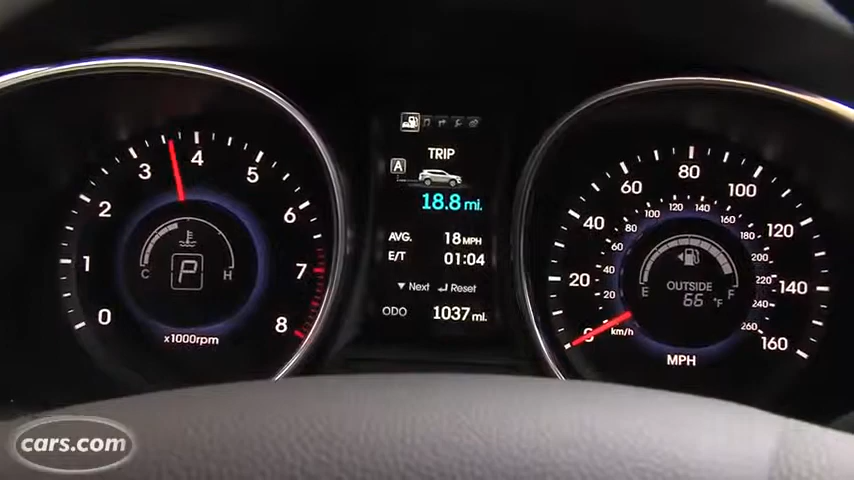 0 1 2 3 4 5 6 7 8
C H
P
x1000rpm
TRIP
A
18.8 mi.
AVG. 18 MPH
E/T 01:04
▼Next ↵Reset
ODO 1037 mi.
0 20 40 60 80 100 120 140 160
20 40 60 80 100 120 140 160 180 200 220 240 260
km/h
E F
OUTSIDE
66 °F
MPH
cars.com